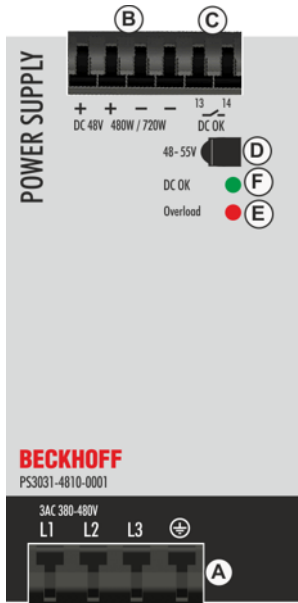 B C
+ + − − 13 14
DC 48V 480W / 720W DC OK
POWER SUPPLY
48-55V D
DC OK F
Overload E
BECKHOFF
PS3031-4810-0001
3AC 380-480V
L1 L2 L3
A